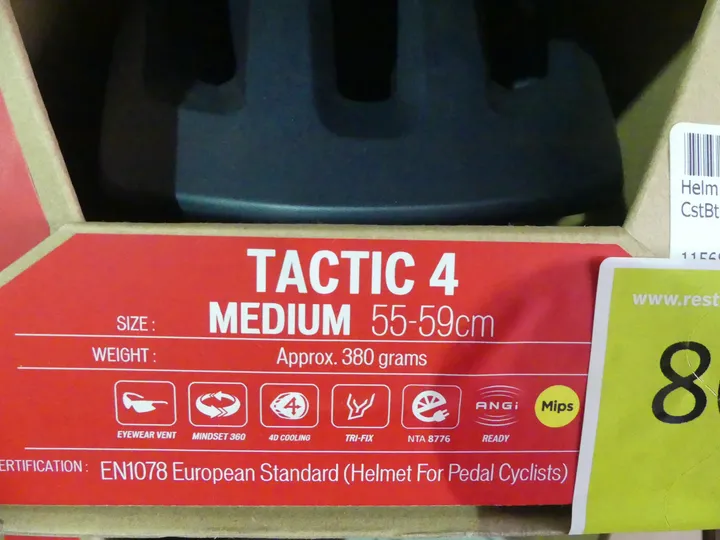 Helm
CstBt
TACTIC 4
SIZE : MEDIUM 55-59cm
WEIGHT : Approx. 380 grams
www.rest
4
ANGi
Mips
EYEWEAR VENT MINDSET 360 4D COOLING TRI-FIX NTA 8776 READY
ERTIFICATION : EN1078 European Standard (Helmet For Pedal Cyclists)